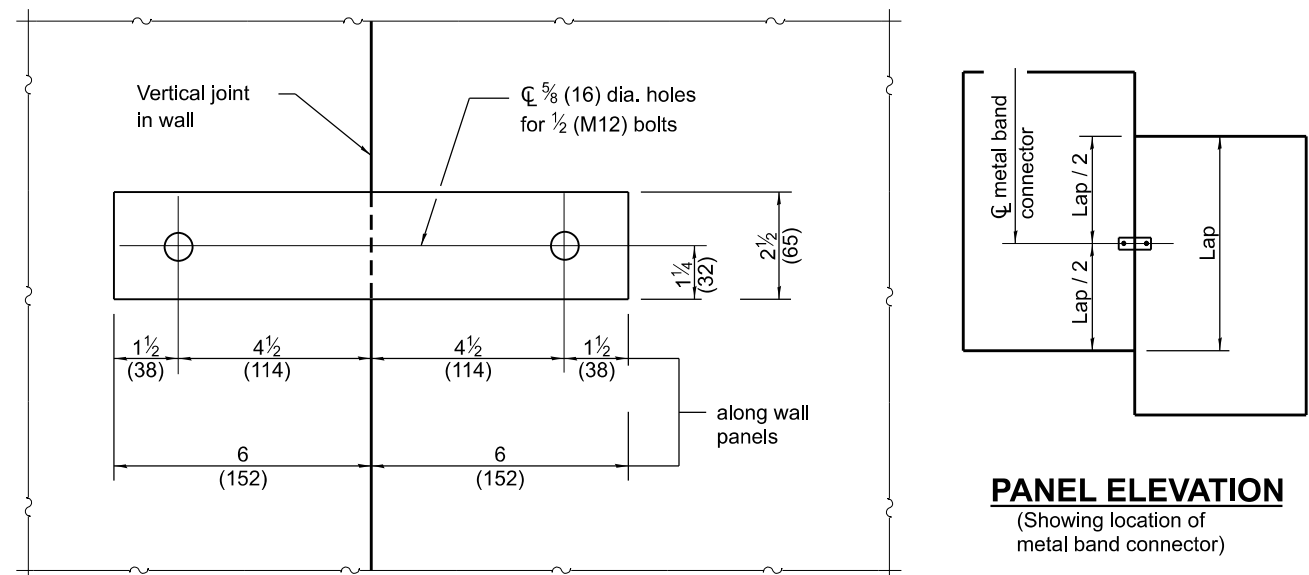 Vertical joint
in wall
℄ ⅝ (16) dia. holes
for ½ (M12) bolts
2½
(65)
1¼
(32)
1½
(38)
4½
(114)
4½
(114)
1½
(38)
along wall
panels
6
(152)
6
(152)
℄ metal band
connector
Lap / 2
Lap / 2
Lap
PANEL ELEVATION
(Showing location of
metal band connector)